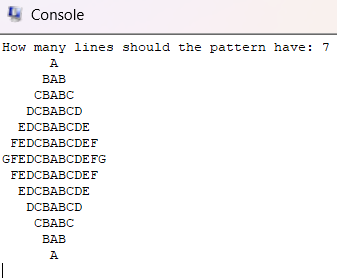 Console
How many lines should the pattern have: 7
      A
     BAB
    CBABC
   DCBABCD
  EDCBABCDE
 FEDCBABCDEF
GFEDCBABCDEFG
 FEDCBABCDEF
  EDCBABCDE
   DCBABCD
    CBABC
     BAB
      A